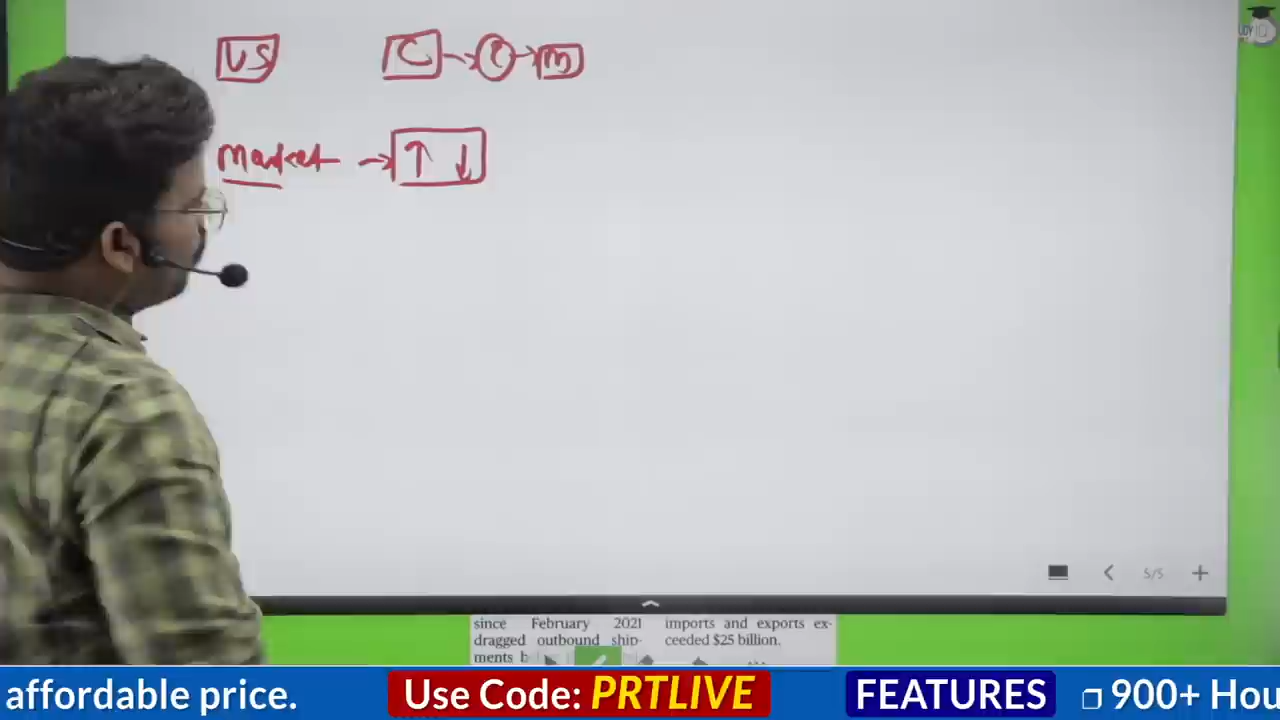 US C → C → m
market → ↑ ↓
5/5
since February 2021
dragged outbound ship-
ments b
imports and exports ex-
ceeded $25 billion.
affordable price. Use Code: PRTLIVE FEATURES 900+ Hou